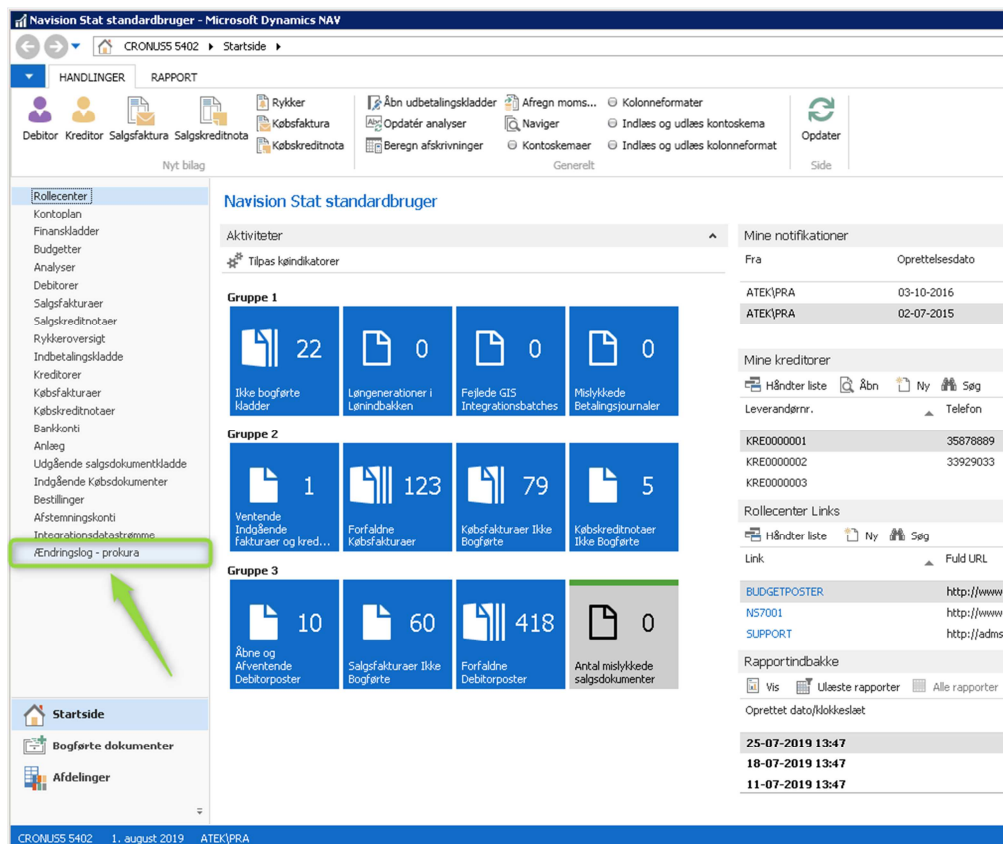 Navision Stat standardbruger - Microsoft Dynamics NAV
CRONUS5 5402 ▸ Startside ▸
HANDLINGER RAPPORT
Debitor Kreditor Salgsfaktura Salgskreditnota
Rykker
Købsfaktura
Købskreditnota
Nyt bilag
Åbn udbetalingskladder Afregn moms... Kolonneformater
Opdatér analyser Naviger Indlæs og udlæs kontoskema
Beregn afskrivninger Kontoskemaer Indlæs og udlæs kolonneformat
Generelt
Opdater
Side
Rollecenter
Kontoplan
Finanskladder
Budgetter
Analyser
Debitorer
Salgsfakturaer
Salgskreditnotaer
Rykkeroversigt
Indbetalingskladde
Kreditorer
Købsfakturaer
Købskreditnotaer
Bankkonti
Anlæg
Udgående salgsdokumentkladde
Indgående Købsdokumenter
Bestillinger
Afstemningskonti
Integrationsdatastrømme
Ændringslog - prokura
Startside
Bogførte dokumenter
Afdelinger
Navision Stat standardbruger
Aktiviteter
Tilpas køindikatorer
Gruppe 1
22
Ikke bogførte
kladder
0
Løngenerationer i
Lønindbakken
0
Fejlede GIS
Integrationsbatches
0
Mislykkede
Betalingsjournaler
Gruppe 2
1
Ventende
Indgående
fakturaer og kred...
123
Forfaldne
Købsfakturaer
79
Købsfakturaer Ikke
Bogførte
5
Købskreditnotaer
Ikke Bogførte
Gruppe 3
10
Åbne og
Afventende
Debitorposter
60
Salgsfakturaer Ikke
Bogførte
418
Forfaldne
Debitorposter
0
Antal mislykkede
salgsdokumenter
Mine notifikationer
Fra Oprettelsesdato
ATEK\PRA 03-10-2016
ATEK\PRA 02-07-2015
Mine kreditorer
Håndter liste Åbn Ny Søg
Leverandørnr. Telefon
KRE0000001 35878889
KRE0000002 33929033
KRE0000003
Rollecenter Links
Håndter liste Ny Søg
Link Fuld URL
BUDGETPOSTER http://www
NS7001 http://www
SUPPORT http://adms
Rapportindbakke
Vis Ulæste rapporter Alle rapporter
Oprettet dato/klokkeslæt
25-07-2019 13:47
18-07-2019 13:47
11-07-2019 13:47
CRONUS5 5402 1. august 2019 ATEK\PRA